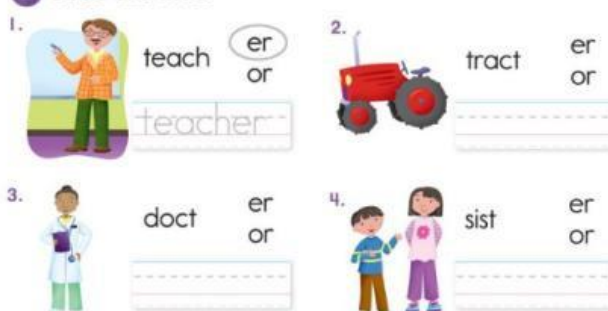 1. teach er
or
teacher
2. tract er
or
3. doct er
or
4. sist er
or